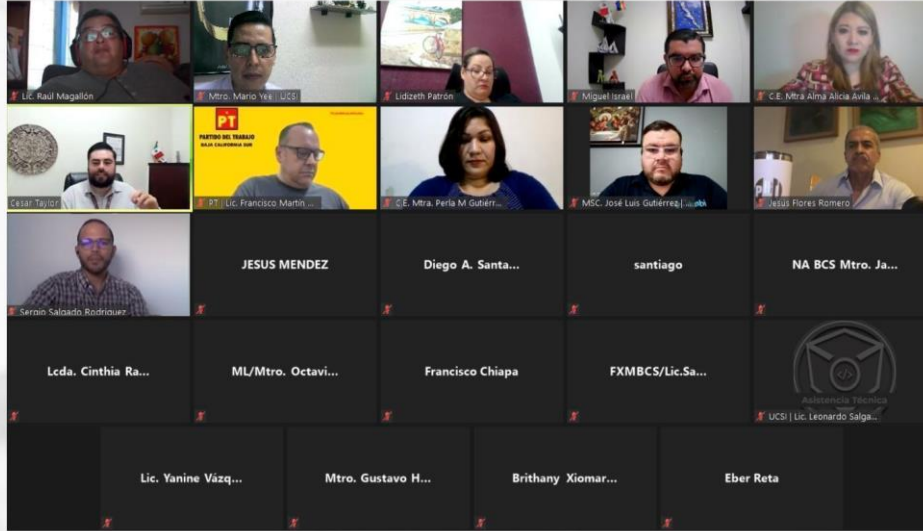 Lic. Raúl Magallón
Mtro. Mario Yee | UCSI
Lidizeth Patrón
Miguel Israel
C.E. Mtra Alma Alicia Avila ...
Cesar Taylor
PT
PARTIDO DEL TRABAJO
BAJA CALIFORNIA SUR
PT | Lic. Francisco Martín ...
C.E. Mtra. Perla M Gutiérr...
MSC. José Luis Gutiérrez |...
Jesús Flores Romero
Sergio Salgado Rodriguez
JESUS MENDEZ
Diego A. Santa...
santiago
NA BCS Mtro. Ja...
Lcda. Cinthia Ra...
ML/Mtro. Octavi...
Francisco Chiapa
FXMBCS/Lic.Sa...
</>
Asistencia Técnica
UCSI | Lic. Leonardo Salga...
Lic. Yanine Vázq...
Mtro. Gustavo H...
Brithany Xiomar...
Eber Reta